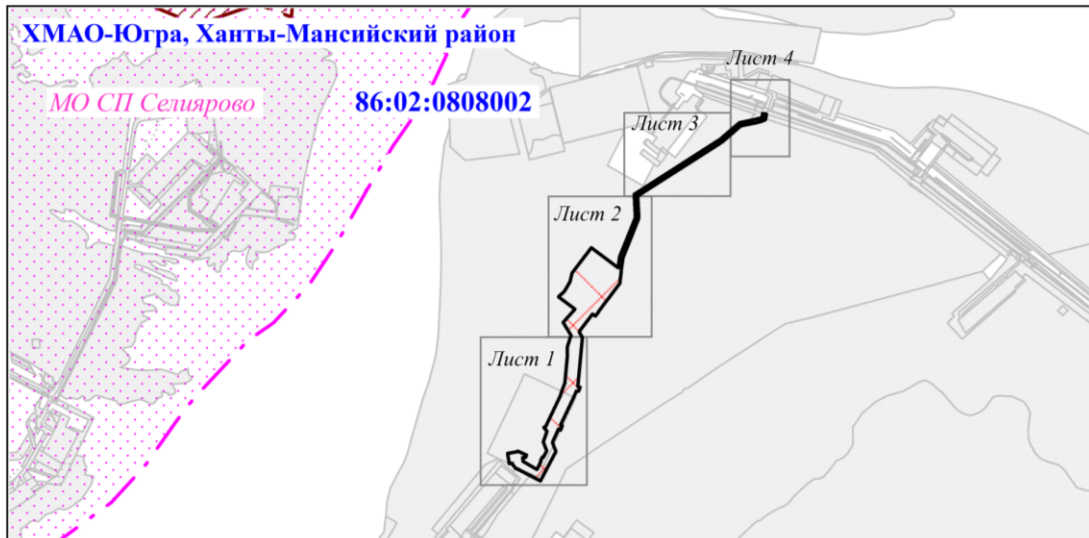 ХМАО-Югра, Ханты-Мансийский район
МО СП Селиярово
86:02:0808002
Лист 4
Лист 3
Лист 2
Лист 1